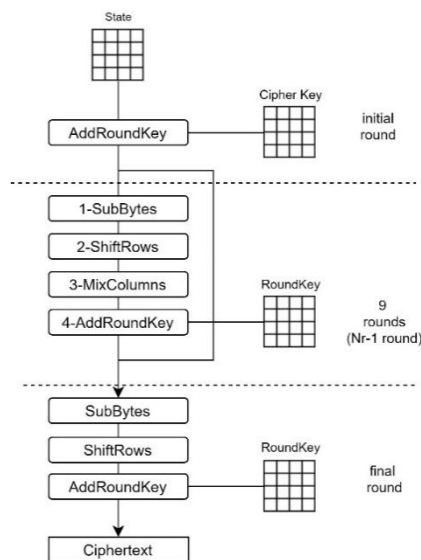 State
Cipher Key
AddRoundKey
initial
round
1-SubBytes
2-ShiftRows
3-MixColumns
RoundKey
4-AddRoundKey
9
rounds
(Nr-1 round)
SubBytes
ShiftRows
RoundKey
AddRoundKey
final
round
Ciphertext